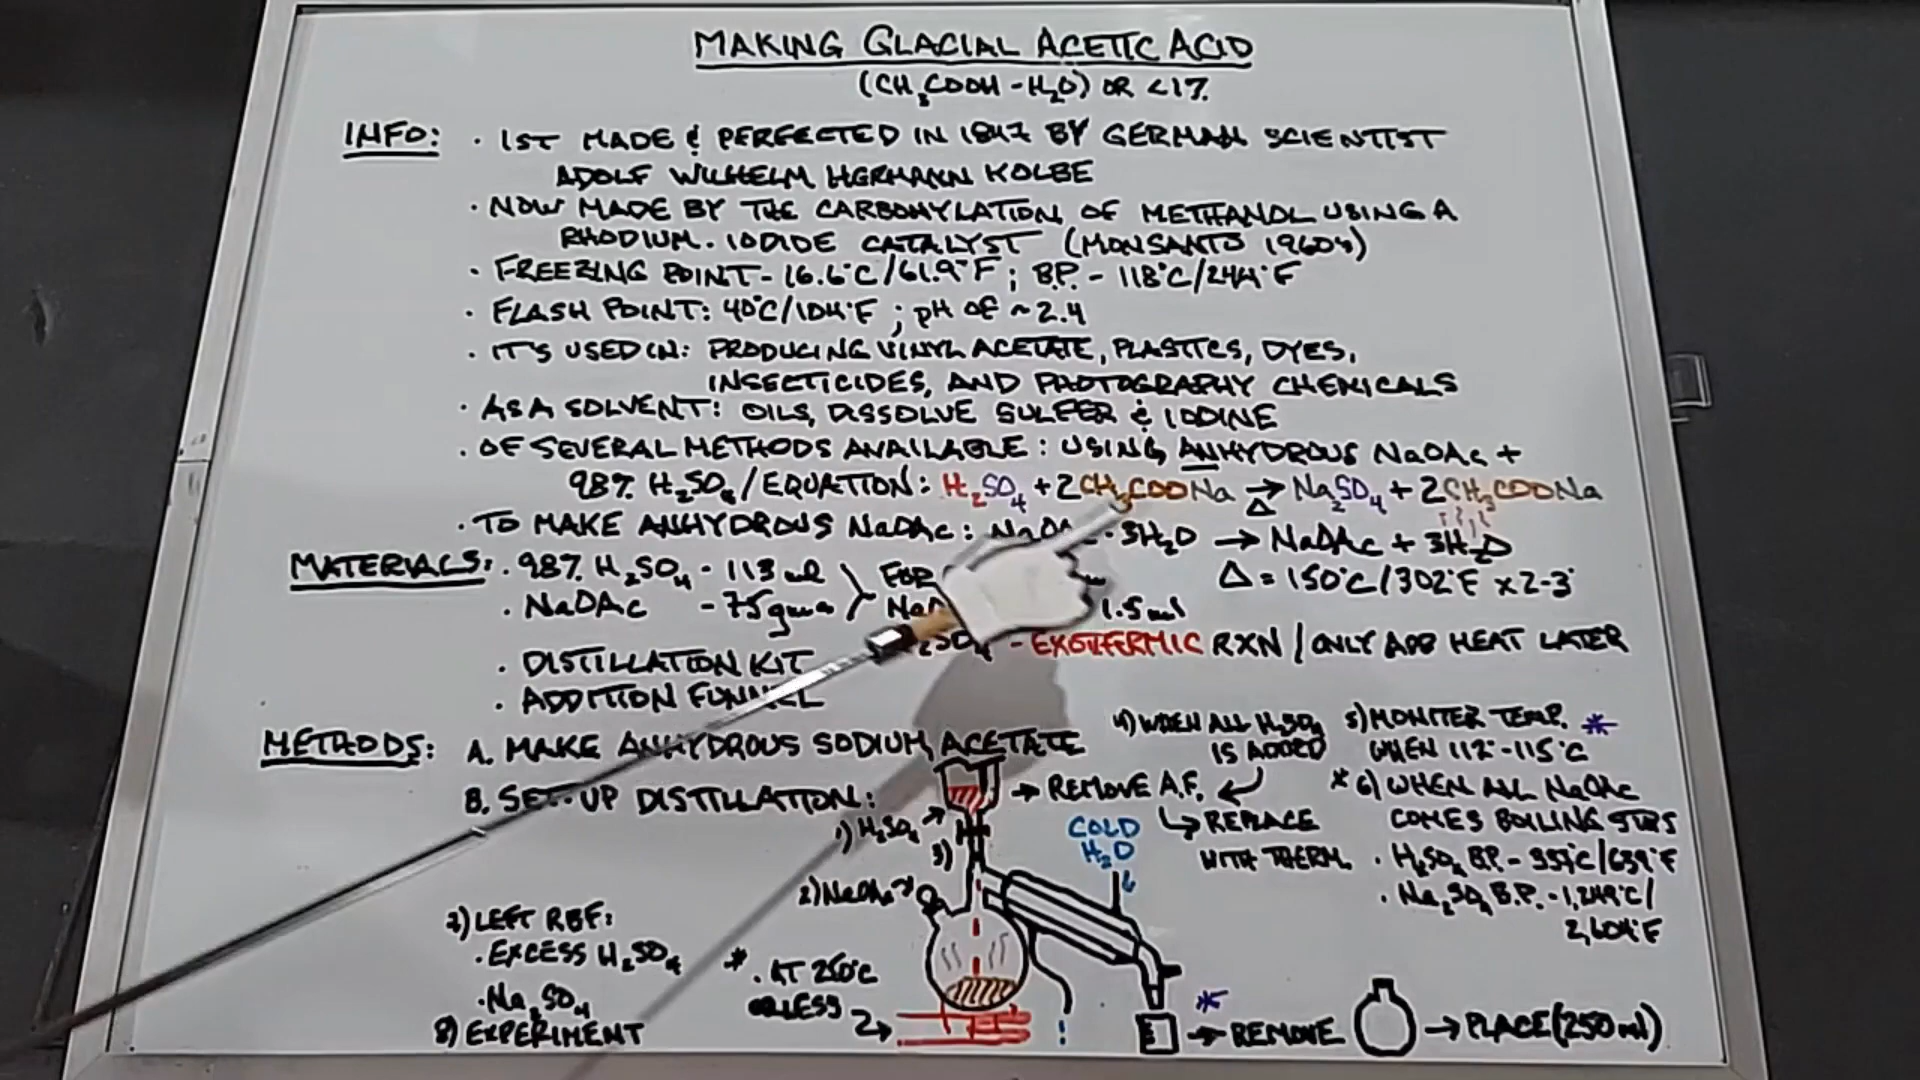 MAKING GLACIAL ACETIC ACID
(CH3COOH - H2O) OR <1%
INFO: · 1ST MADE & PERFECTED IN 1847 BY GERMAN SCIENTIST
ADOLF WILHELM HERMANN KOLBE
· NOW MADE BY THE CARBONYLATION OF METHANOL USING A
RHODIUM-IODIDE CATALYST (MONSANTO 1960s)
· FREEZING POINT - 16.6°C/61.9°F ; B.P. - 118°C/244°F
· FLASH POINT: 40°C/104°F ; pH OF ~2.4
· IT'S USED IN: PRODUCING VINYL ACETATE, PLASTICS, DYES,
INSECTICIDES, AND PHOTOGRAPHY CHEMICALS
· AS A SOLVENT: OILS, DISSOLVE SULFER & IODINE
· OF SEVERAL METHODS AVAILABLE: USING ANHYDROUS NaOAc +
98% H2SO4/EQUATION: H2SO4 + 2CH3COONa →Δ Na2SO4 + 2CH3COONa
· TO MAKE ANHYDROUS NaOAc: · 3H2O → NaOAc + 3H2O
Δ = 150°C/302°F x 2-3°
MATERIALS: · 98% H2SO4 - 113 ml FOR
· NaOAc - 75 gms 1.5 ml
- EXOTHERMIC RXN / ONLY ADD HEAT LATER
· DISTILLATION KIT
· ADDITION FUNNEL
METHODS: A. MAKE ANHYDROUS SODIUM ACETATE
B. SET-UP DISTILLATION:
1) H2SO4
2) NaOAc
3)
4) WHEN ALL H2SO4
IS ADDED
→ REMOVE A.F.
REPLACE
WITH THERM.
COLD
H2O
5) MONITER TEMP. *
WHEN 112°-115°C
* 6) WHEN ALL NaOAc
COMES BOILING STOPS
· H2SO4 B.P. - 337°C/639°F
· Na2SO4 B.P. - 1,249°C/
2,604°F
7) LEFT RBF:
· EXCESS H2SO4
· Na2SO4
8) EXPERIMENT
* · AT 250°C
OR LESS
* → REMOVE → PLACE (250 ml)